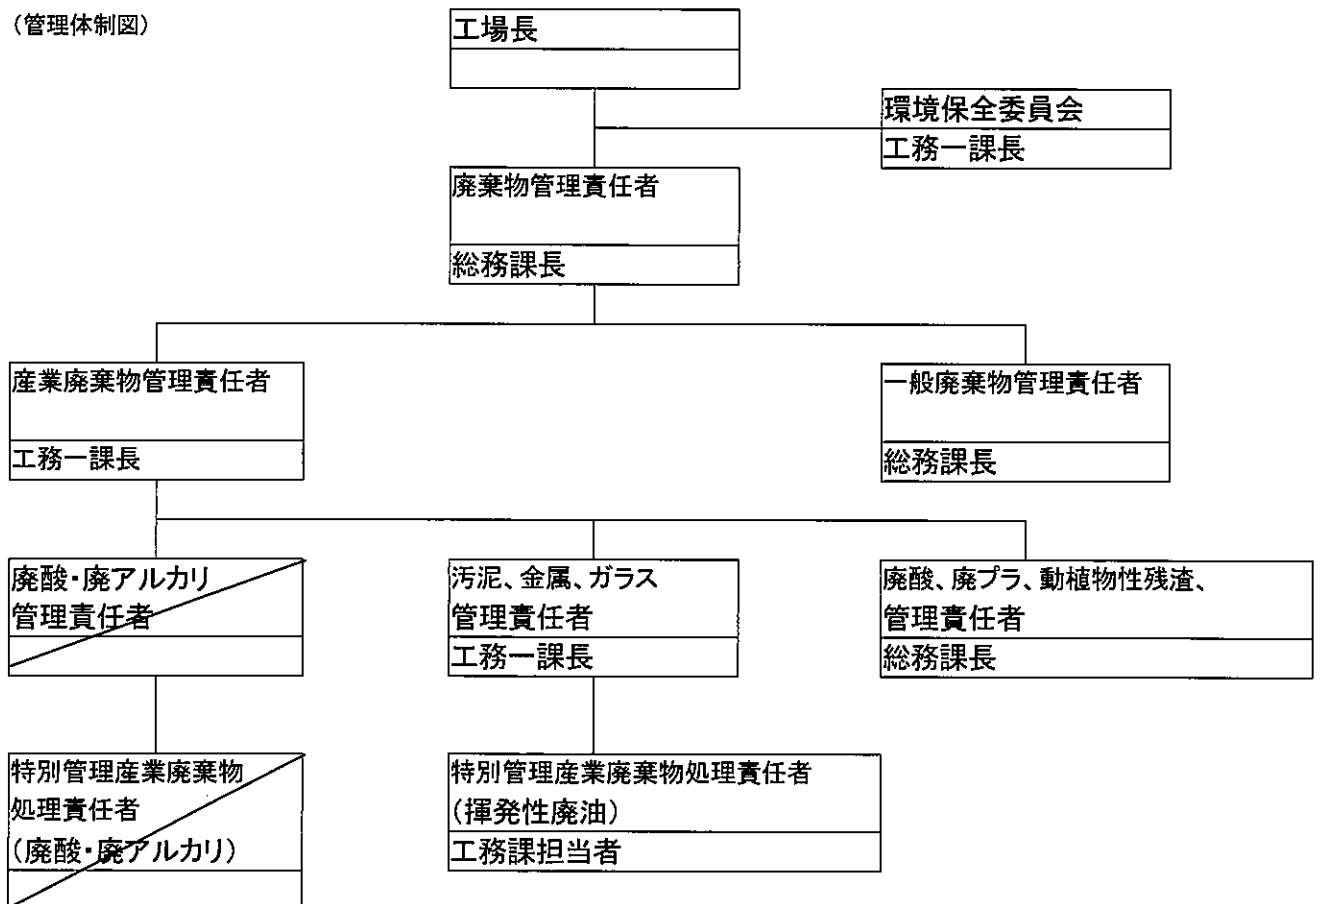 （管理体制図）
工場長
環境保全委員会
工務一課長
廃棄物管理責任者
総務課長
産業廃棄物管理責任者
工務一課長
一般廃棄物管理責任者
総務課長
廃酸・廃アルカリ
管理責任者
汚泥、金属、ガラス
管理責任者
工務一課長
廃酸、廃プラ、動植物性残渣、
管理責任者
総務課長
特別管理産業廃棄物
処理責任者
（廃酸・廃アルカリ）
特別管理産業廃棄物処理責任者
（揮発性廃油）
工務課担当者